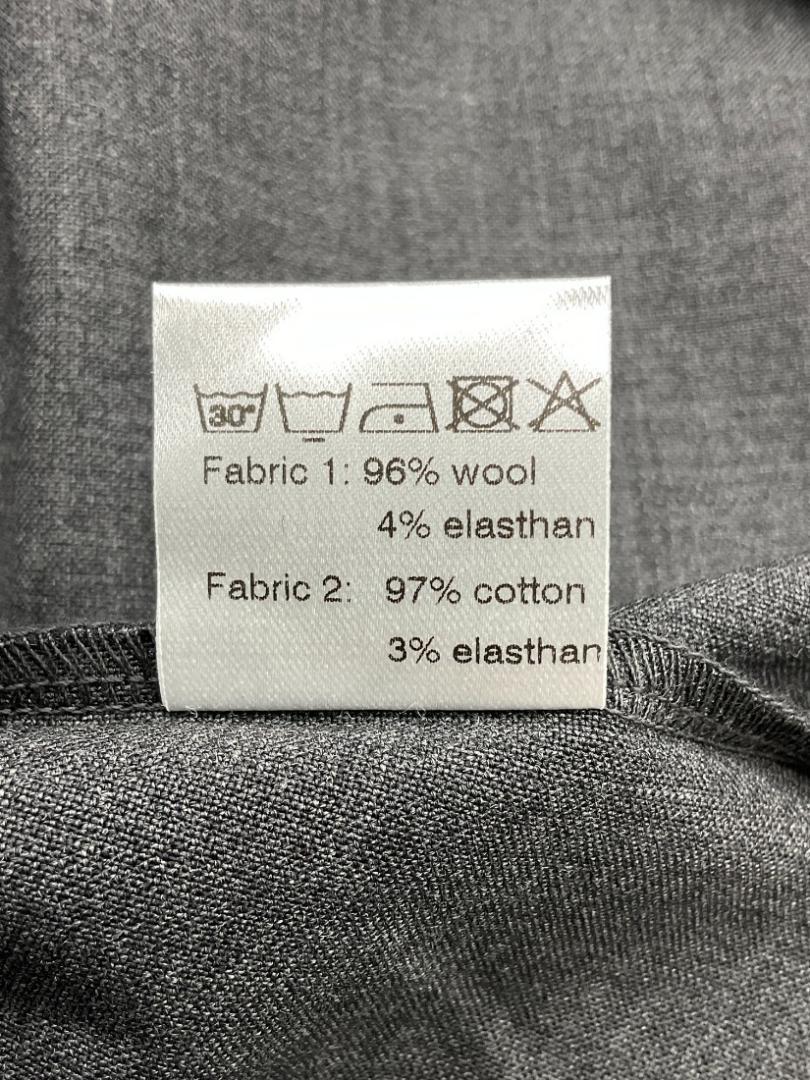 30°
Fabric 1: 96% wool
4% elasthan
Fabric 2: 97% cotton
3% elasthan